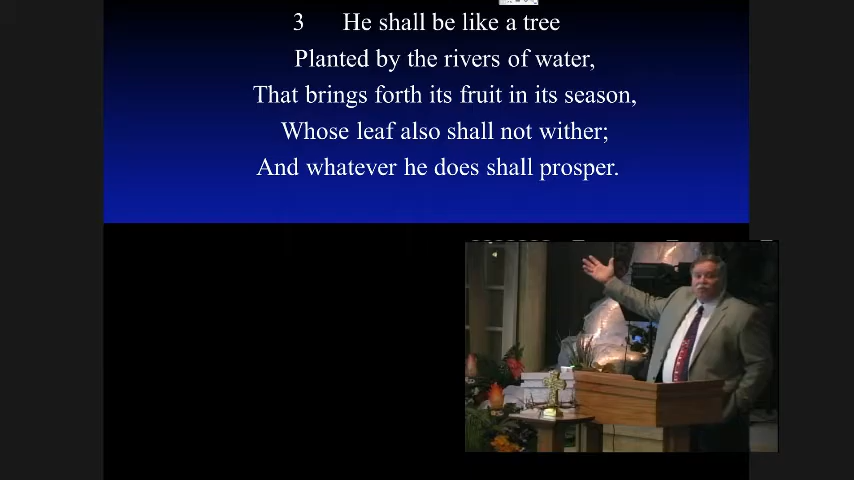 3 He shall be like a tree
Planted by the rivers of water,
That brings forth its fruit in its season,
Whose leaf also shall not wither;
And whatever he does shall prosper.